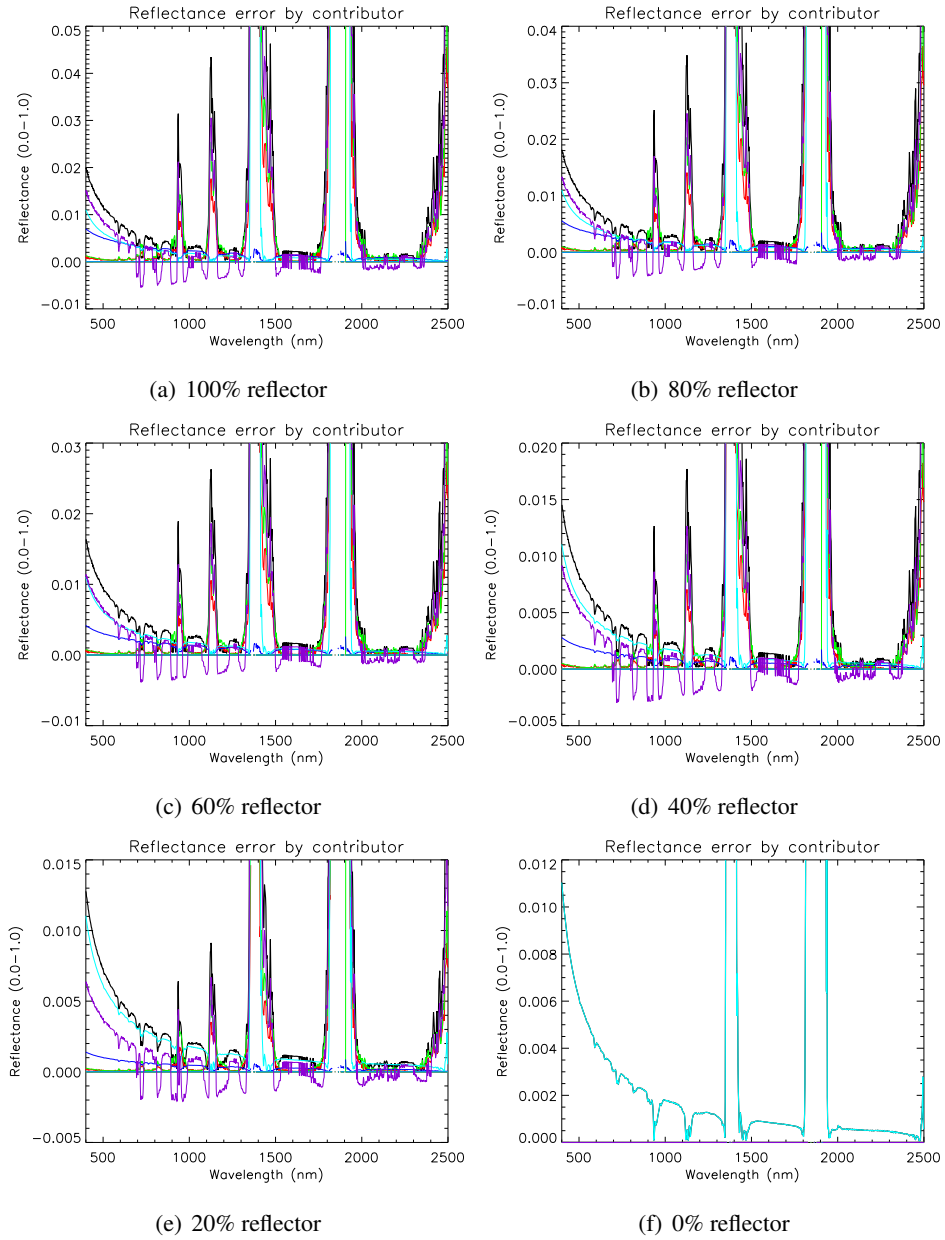 Reflectance error by contributor
Reflectance (0.0-1.0)
0.05
0.04
0.03
0.02
0.01
0.00
-0.01
500 1000 1500 2000 2500
Wavelength (nm)
(a) 100% reflector
Reflectance error by contributor
Reflectance (0.0-1.0)
0.04
0.03
0.02
0.01
0.00
-0.01
500 1000 1500 2000 2500
Wavelength (nm)
(b) 80% reflector
Reflectance error by contributor
Reflectance (0.0-1.0)
0.03
0.02
0.01
0.00
-0.01
500 1000 1500 2000 2500
Wavelength (nm)
(c) 60% reflector
Reflectance error by contributor
Reflectance (0.0-1.0)
0.020
0.015
0.010
0.005
0.000
-0.005
500 1000 1500 2000 2500
Wavelength (nm)
(d) 40% reflector
Reflectance error by contributor
Reflectance (0.0-1.0)
0.015
0.010
0.005
0.000
-0.005
500 1000 1500 2000 2500
Wavelength (nm)
(e) 20% reflector
Reflectance error by contributor
Reflectance (0.0-1.0)
0.012
0.010
0.008
0.006
0.004
0.002
0.000
500 1000 1500 2000 2500
Wavelength (nm)
(f) 0% reflector